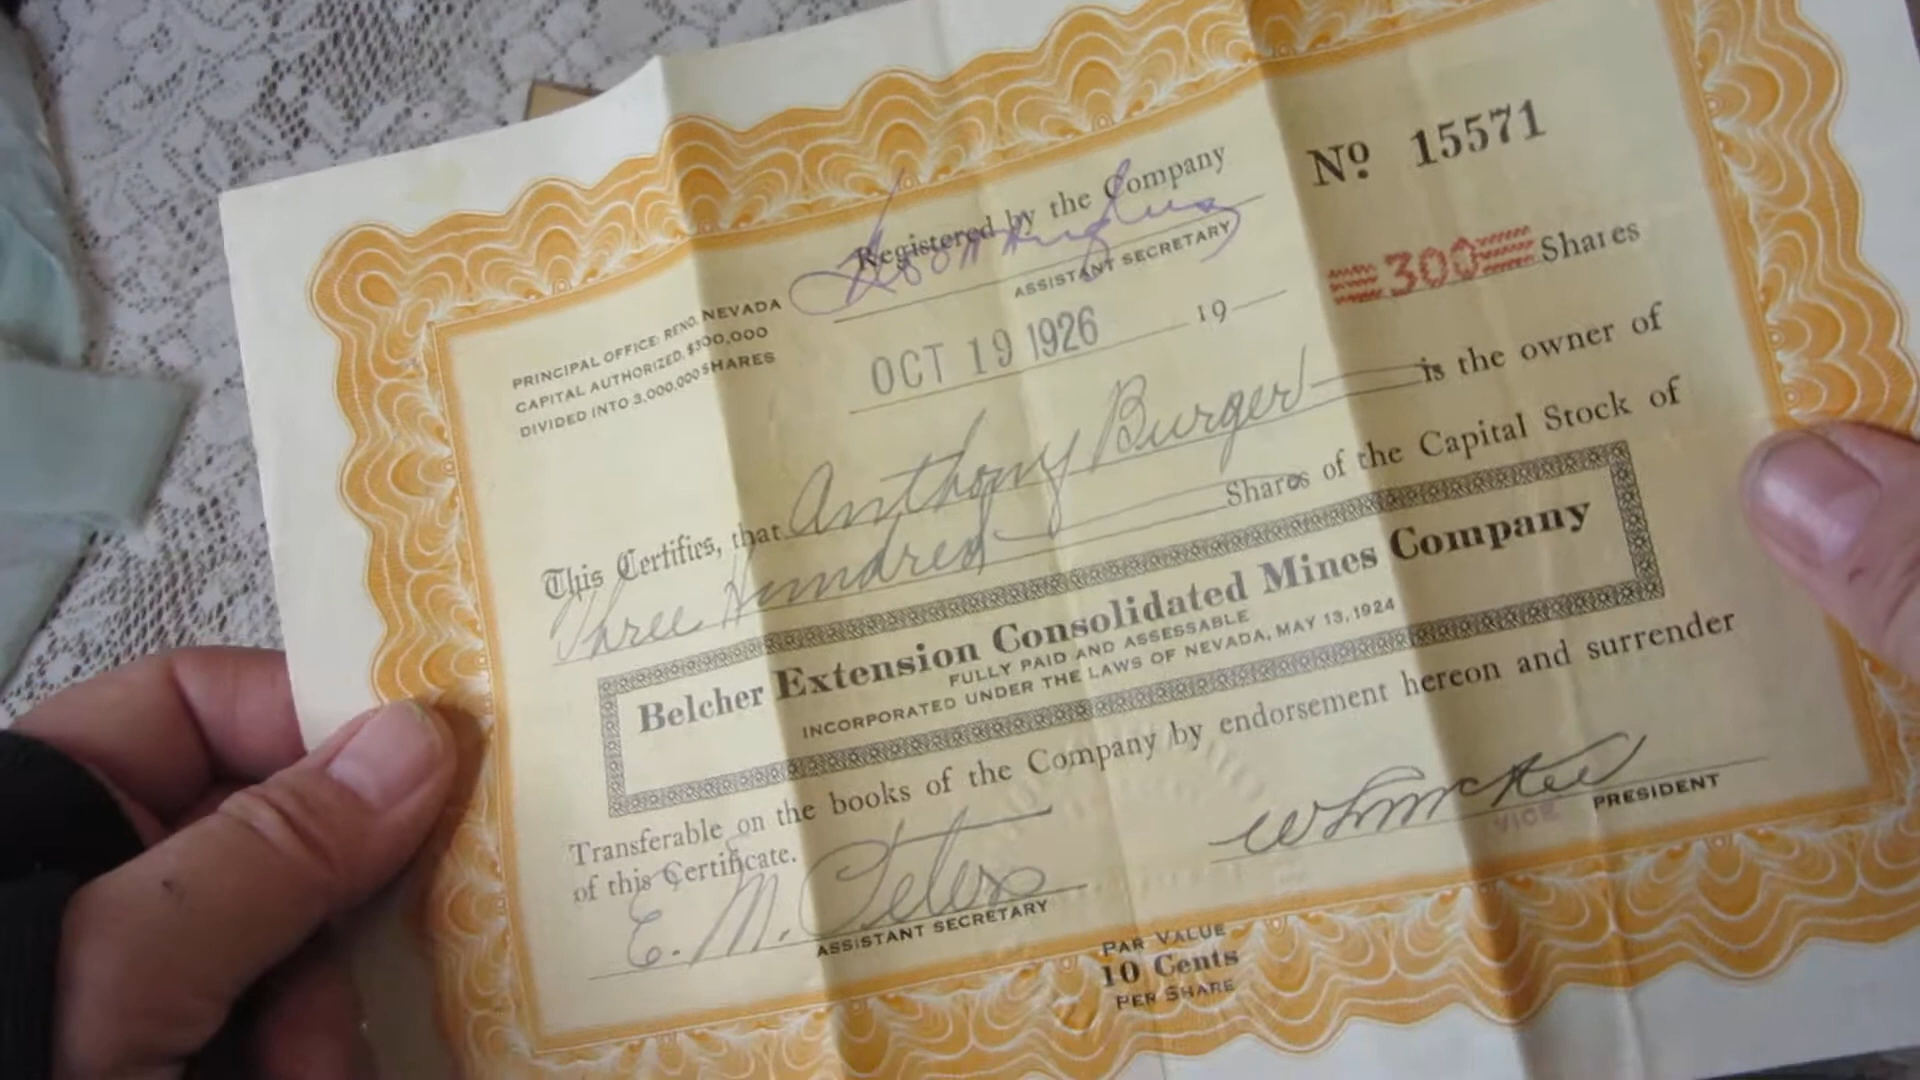 Nº 15571
Registered by the Company
ASSISTANT SECRETARY
300 Shares
PRINCIPAL OFFICE: RENO, NEVADA
CAPITAL AUTHORIZED, $300,000
DIVIDED INTO 3,000,000 SHARES
OCT 19 1926 19
This Certifies, that Anthony Burger is the owner of
Three Hundred Shares of the Capital Stock of
Belcher Extension Consolidated Mines Company
FULLY PAID AND ASSESSABLE
INCORPORATED UNDER THE LAWS OF NEVADA, MAY 13, 1924
Transferable on the books of the Company by endorsement hereon and surrender
of this Certificate.
E. M. Peters
ASSISTANT SECRETARY
VICE PRESIDENT
PAR VALUE
10 Cents
PER SHARE